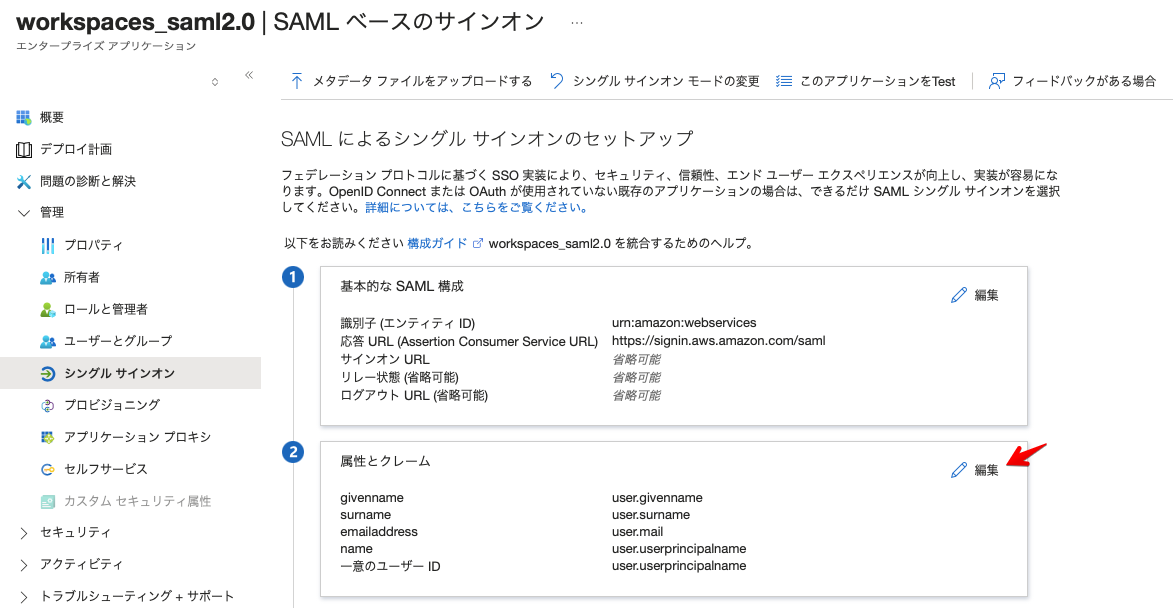 workspaces_saml2.0 | SAML ベースのサインオン ...
エンタープライズ アプリケーション
メタデータ ファイルをアップロードする
シングル サインオン モードの変更
このアプリケーションをTest
フィードバックがある場合
概要
デプロイ計画
問題の診断と解決
管理
プロパティ
所有者
ロールと管理者
ユーザーとグループ
シングル サインオン
プロビジョニング
アプリケーション プロキシ
セルフサービス
カスタム セキュリティ属性
セキュリティ
アクティビティ
トラブルシューティング + サポート
SAML によるシングル サインオンのセットアップ
フェデレーション プロトコルに基づく SSO 実装により、セキュリティ、信頼性、エンド ユーザー エクスペリエンスが向上し、実装が容易にな
ります。OpenID Connect または OAuth が使用されていない既存のアプリケーションの場合は、できるだけ SAML シングル サインオンを選択
してください。詳細については、こちらをご覧ください。
以下をお読みください 構成ガイド workspaces_saml2.0 を統合するためのヘルプ。
1
基本的な SAML 構成
編集
識別子 (エンティティ ID) urn:amazon:webservices
応答 URL (Assertion Consumer Service URL) https://signin.aws.amazon.com/saml
サインオン URL 省略可能
リレー状態 (省略可能) 省略可能
ログアウト URL (省略可能) 省略可能
2
属性とクレーム
編集
givenname user.givenname
surname user.surname
emailaddress user.mail
name user.userprincipalname
一意のユーザー ID user.userprincipalname